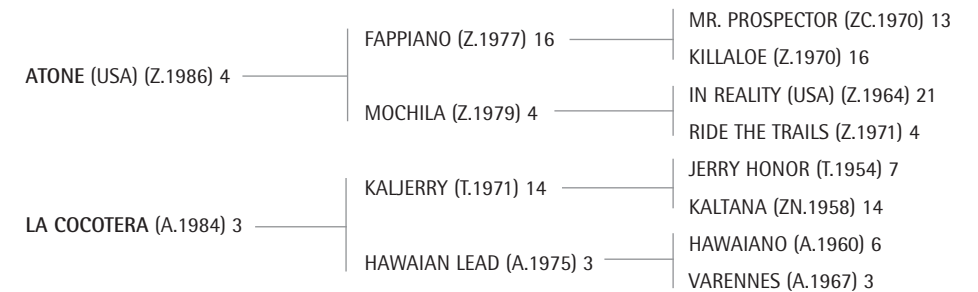 MR. PROSPECTOR (ZC.1970) 13
FAPPIANO (Z.1977) 16
KILLALOE (Z.1970) 16
ATONE (USA) (Z.1986) 4
IN REALITY (USA) (Z.1964) 21
MOCHILA (Z.1979) 4
RIDE THE TRAILS (Z.1971) 4
JERRY HONOR (T.1954) 7
KALJERRY (T.1971) 14
KALTANA (ZN.1958) 14
LA COCOTERA (A.1984) 3
HAWAIANO (A.1960) 6
HAWAIAN LEAD (A.1975) 3
VARENNES (A.1967) 3